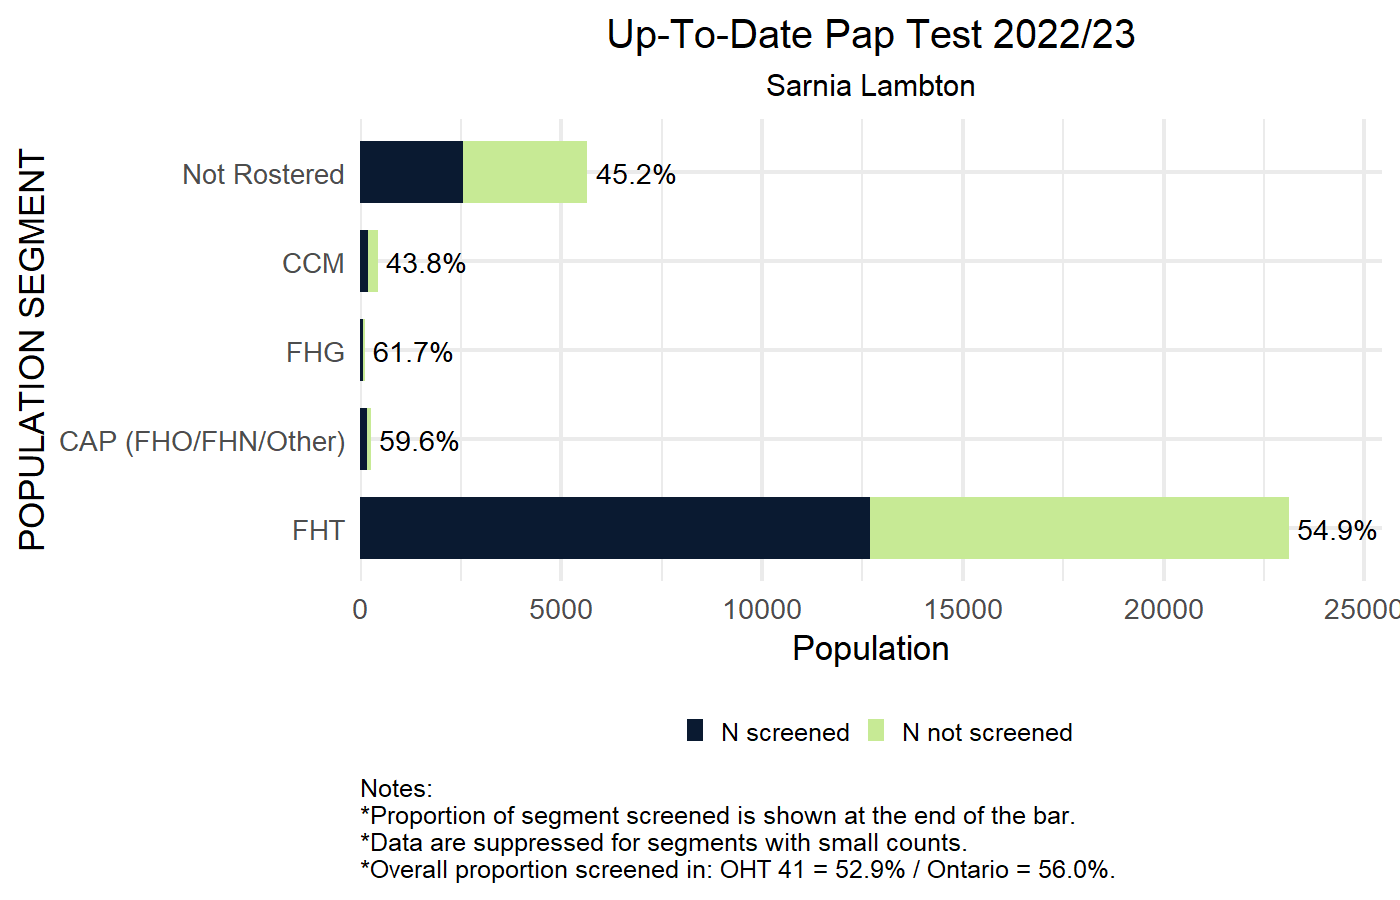 Up-To-Date Pap Test 2022/23
Sarnia Lambton
POPULATION SEGMENT
Not Rostered 45.2%
CCM 43.8%
FHG 61.7%
CAP (FHO/FHN/Other) 59.6%
FHT 54.9%
0 5000 10000 15000 20000 25000
Population
N screened N not screened
Notes:
*Proportion of segment screened is shown at the end of the bar.
*Data are suppressed for segments with small counts.
*Overall proportion screened in: OHT 41 = 52.9% / Ontario = 56.0%.